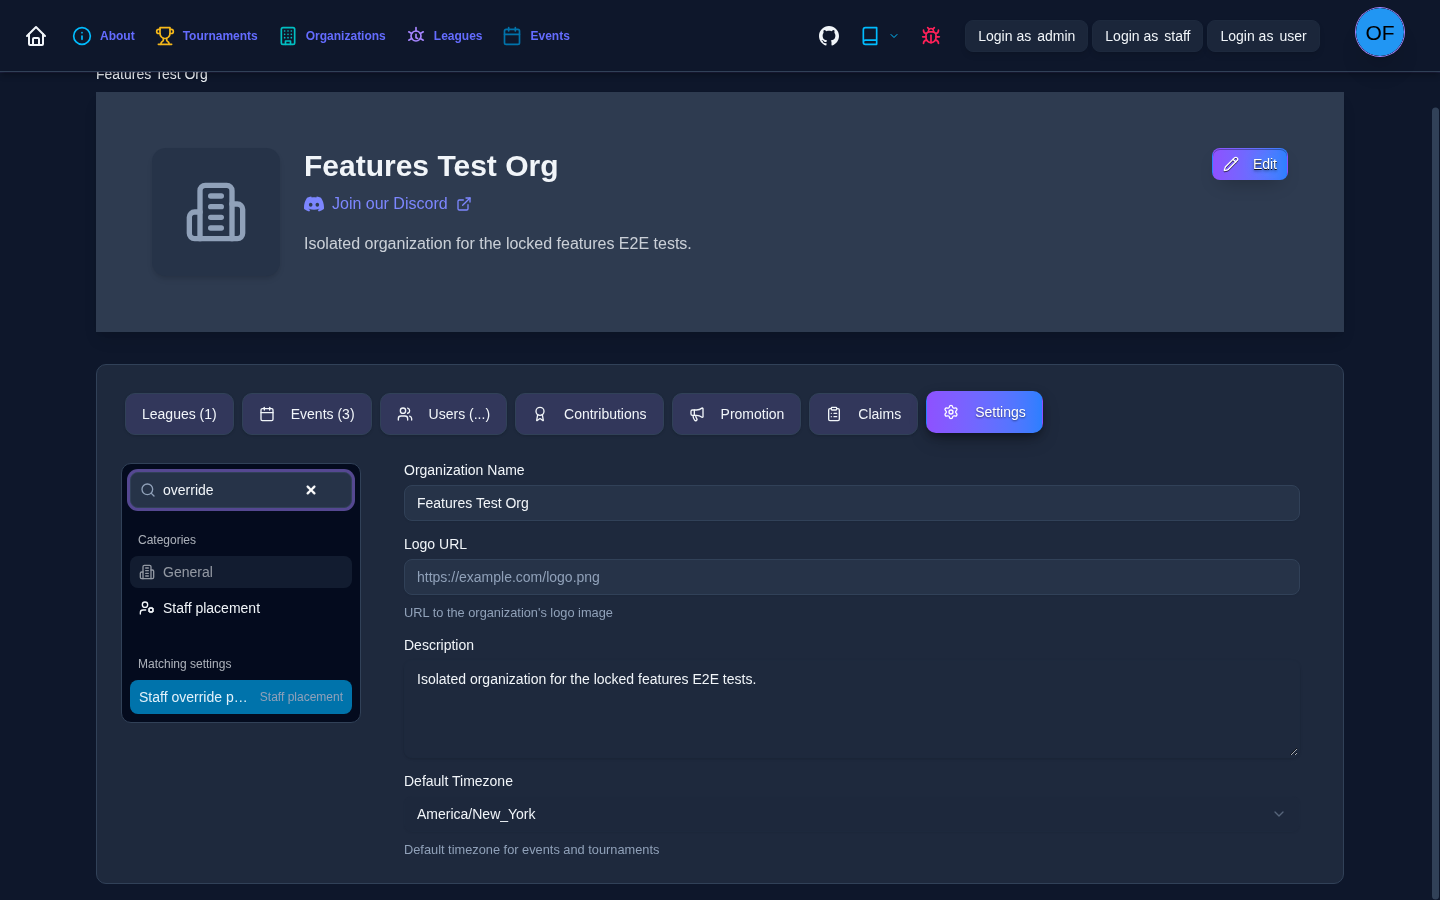 About
Tournaments
Organizations
Leagues
Events
Login as admin
Login as staff
Login as user
OF
Features Test Org
Features Test Org
Edit
Join our Discord
Isolated organization for the locked features E2E tests.
Leagues (1)
Events (3)
Users (...)
Contributions
Promotion
Claims
Settings
override
Categories
General
Staff placement
Matching settings
Staff override p…
Staff placement
Organization Name
Features Test Org
Logo URL
https://example.com/logo.png
URL to the organization's logo image
Description
Isolated organization for the locked features E2E tests.
Default Timezone
America/New_York
Default timezone for events and tournaments